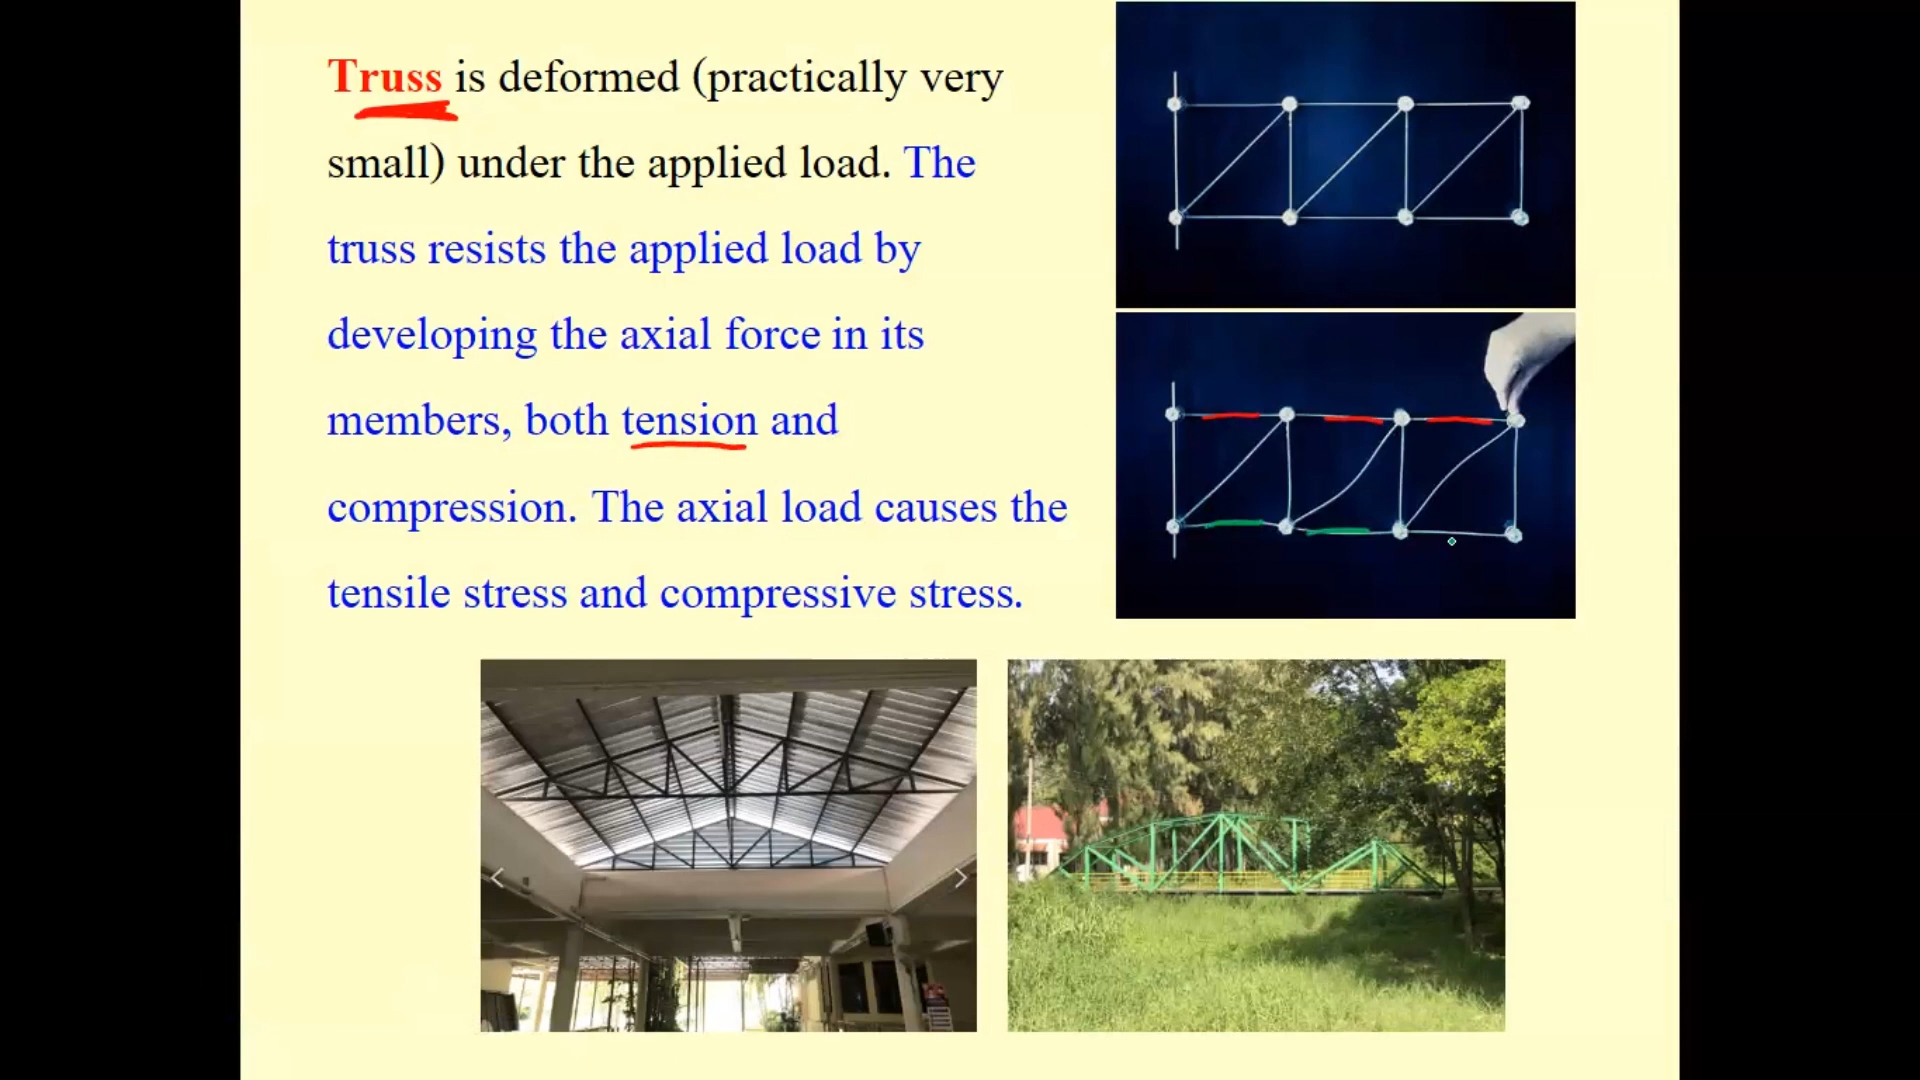 Truss is deformed (practically very
small) under the applied load. The
truss resists the applied load by
developing the axial force in its
members, both tension and
compression. The axial load causes the
tensile stress and compressive stress.